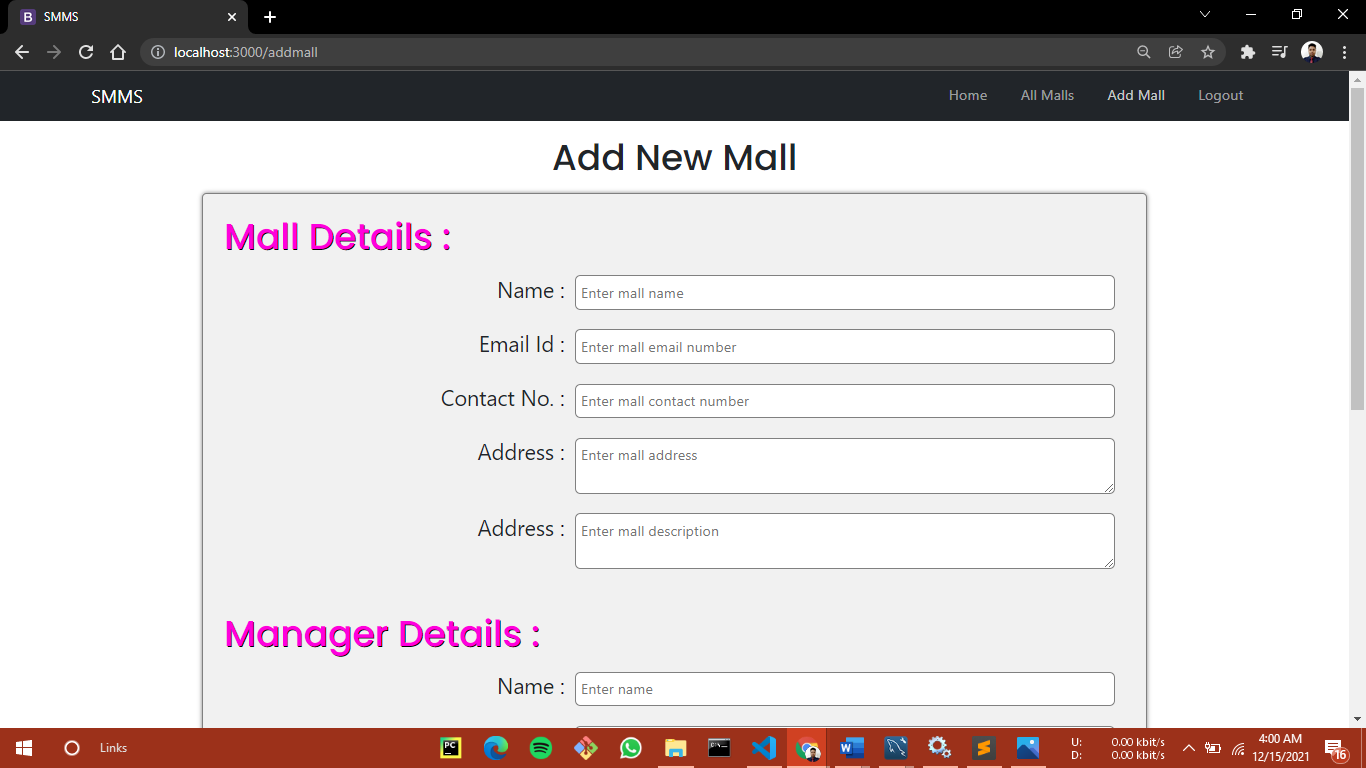 SMMS
localhost:3000/addmall
SMMS Home All Malls Add Mall Logout
Add New Mall
Mall Details :
Name : Enter mall name
Email Id : Enter mall email number
Contact No. : Enter mall contact number
Address : Enter mall address
Address : Enter mall description
Manager Details :
Name : Enter name
Links
U: 0.00 kbit/s
D: 0.00 kbit/s
4:00 AM
12/15/2021
16